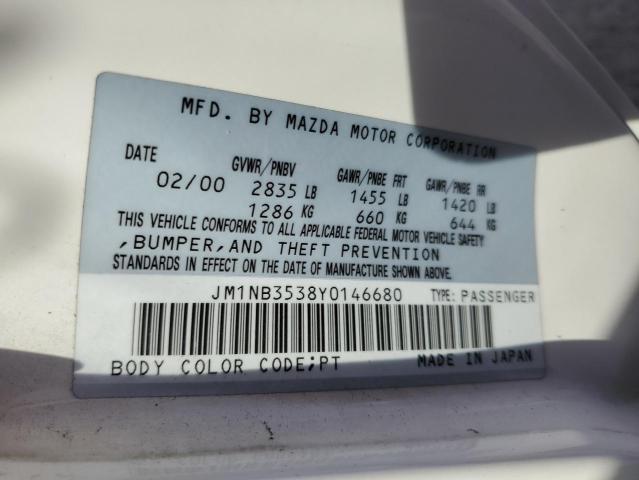 MFD. BY MAZDA MOTOR CORPORATION
DATE GVWR/PNBV GAWR/PNBE FRT GAWR/PNBE RR
02/00 2835 LB 1455 LB 1420 LB
1286 KG 660 KG 644 KG
THIS VEHICLE CONFORMS TO ALL APPLICABLE FEDERAL MOTOR VEHICLE SAFETY
,BUMPER,AND THEFT PREVENTION
STANDARDS IN EFFECT ON THE DATE OF MANUFACTURE SHOWN ABOVE.
JM1NB3538Y0146680 TYPE: PASSENGER
BODY COLOR CODE;PT MADE IN JAPAN